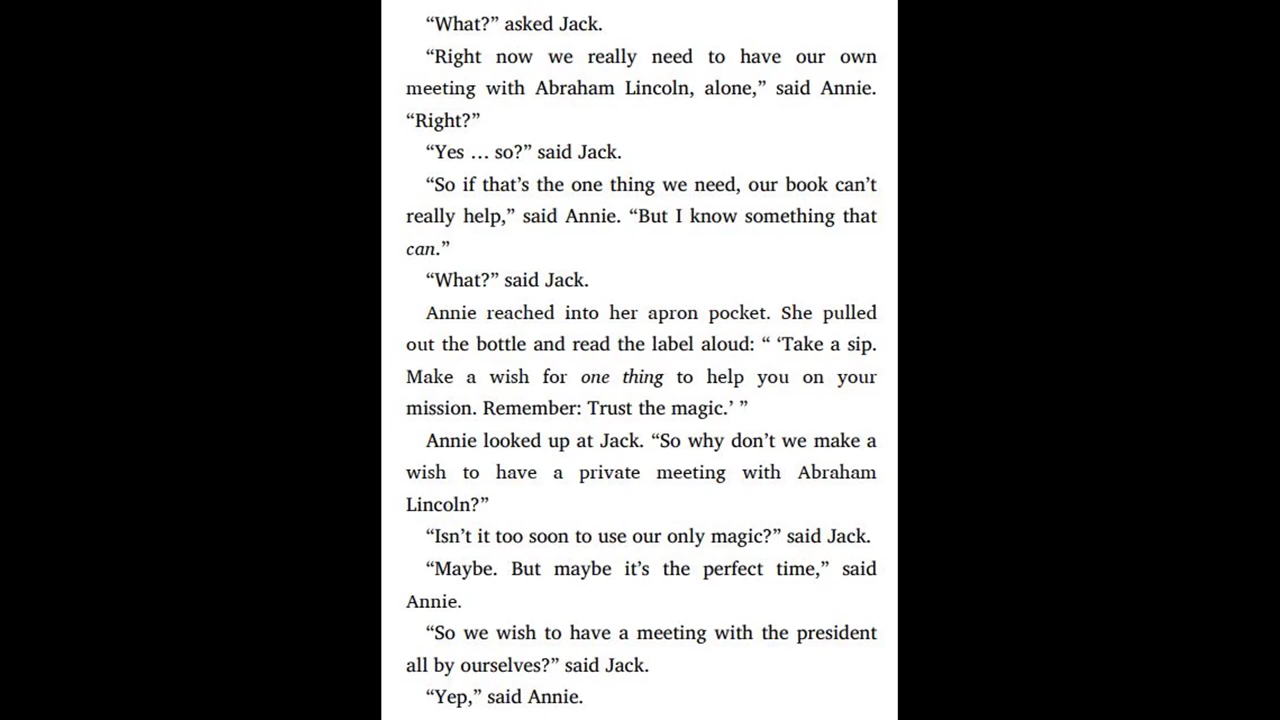 “What?” asked Jack.
“Right now we really need to have our own
meeting with Abraham Lincoln, alone,” said Annie.
“Right?”
“Yes … so?” said Jack.
“So if that’s the one thing we need, our book can’t
really help,” said Annie. “But I know something that
can.”
“What?” said Jack.
Annie reached into her apron pocket. She pulled
out the bottle and read the label aloud: “ ‘Take a sip.
Make a wish for one thing to help you on your
mission. Remember: Trust the magic.’ ”
Annie looked up at Jack. “So why don’t we make a
wish to have a private meeting with Abraham
Lincoln?”
“Isn’t it too soon to use our only magic?” said Jack.
“Maybe. But maybe it’s the perfect time,” said
Annie.
“So we wish to have a meeting with the president
all by ourselves?” said Jack.
“Yep,” said Annie.